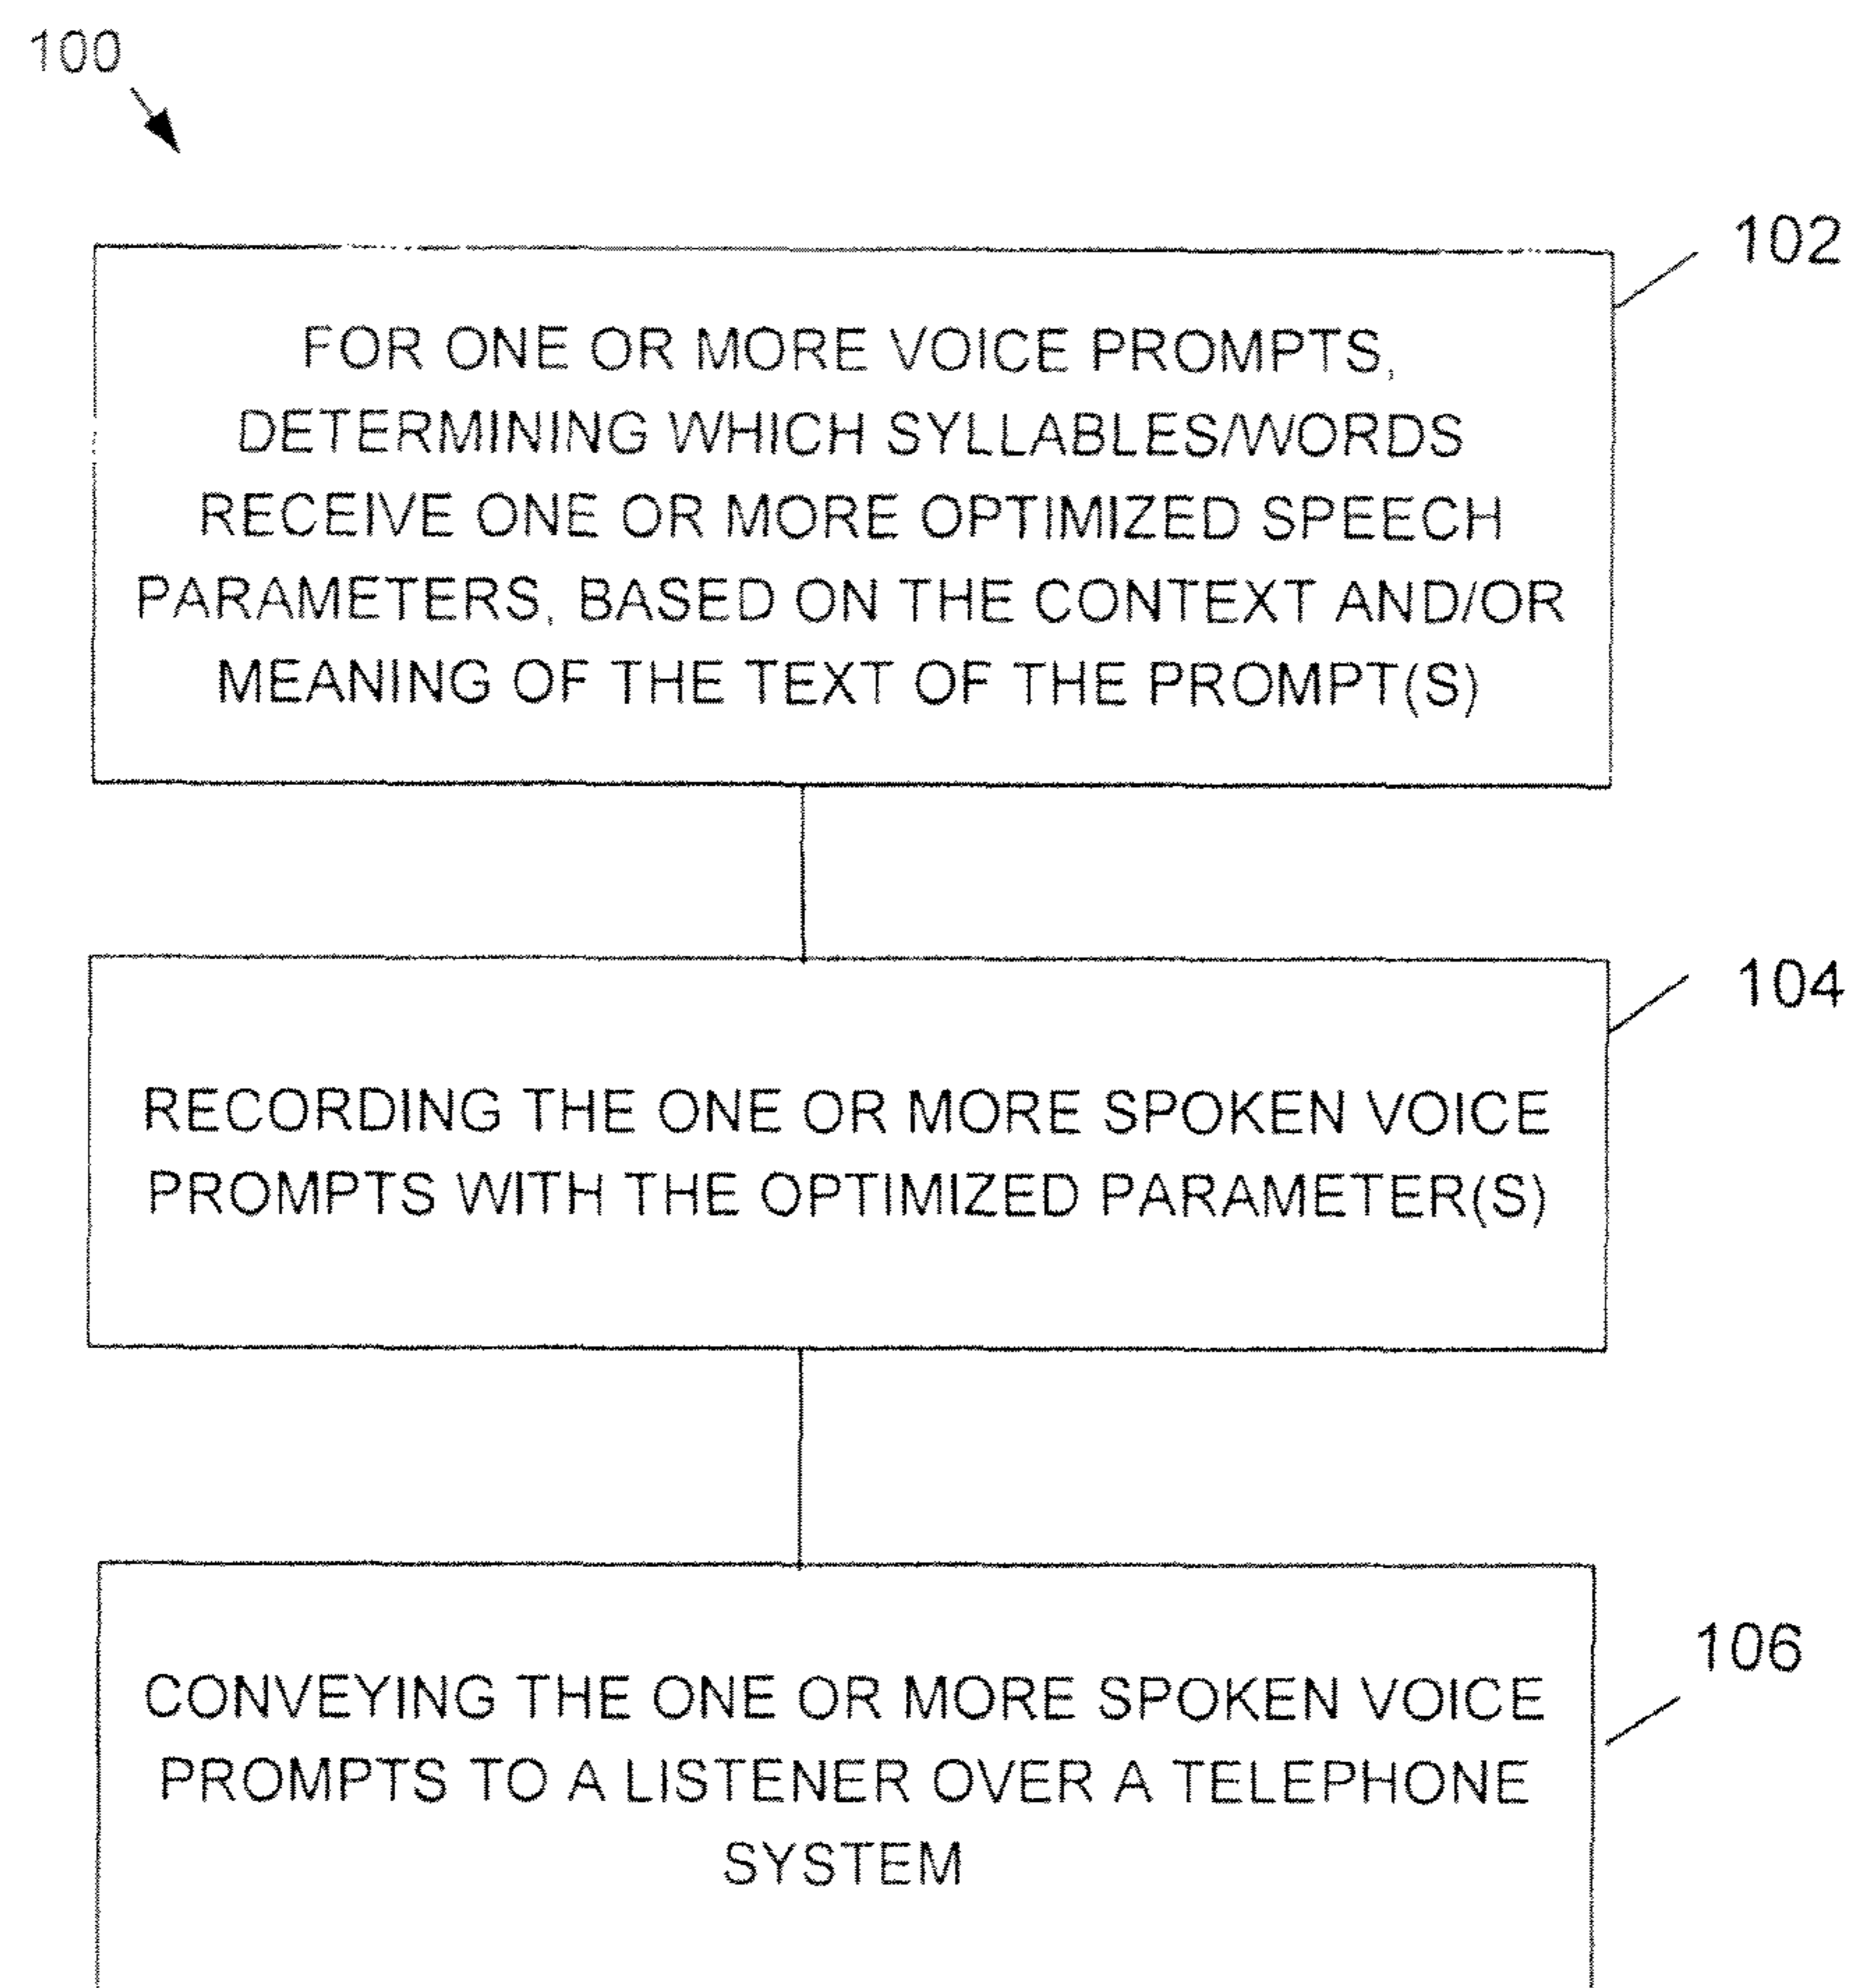 100
102
FOR ONE OR MORE VOICE PROMPTS,
DETERMINING WHICH SYLLABLES/WORDS
RECEIVE ONE OR MORE OPTIMIZED SPEECH
PARAMETERS, BASED ON THE CONTEXT AND/OR
MEANING OF THE TEXT OF THE PROMPT(S)
104
RECORDING THE ONE OR MORE SPOKEN VOICE
PROMPTS WITH THE OPTIMIZED PARAMETER(S)
106
CONVEYING THE ONE OR MORE SPOKEN VOICE
PROMPTS TO A LISTENER OVER A TELEPHONE
SYSTEM